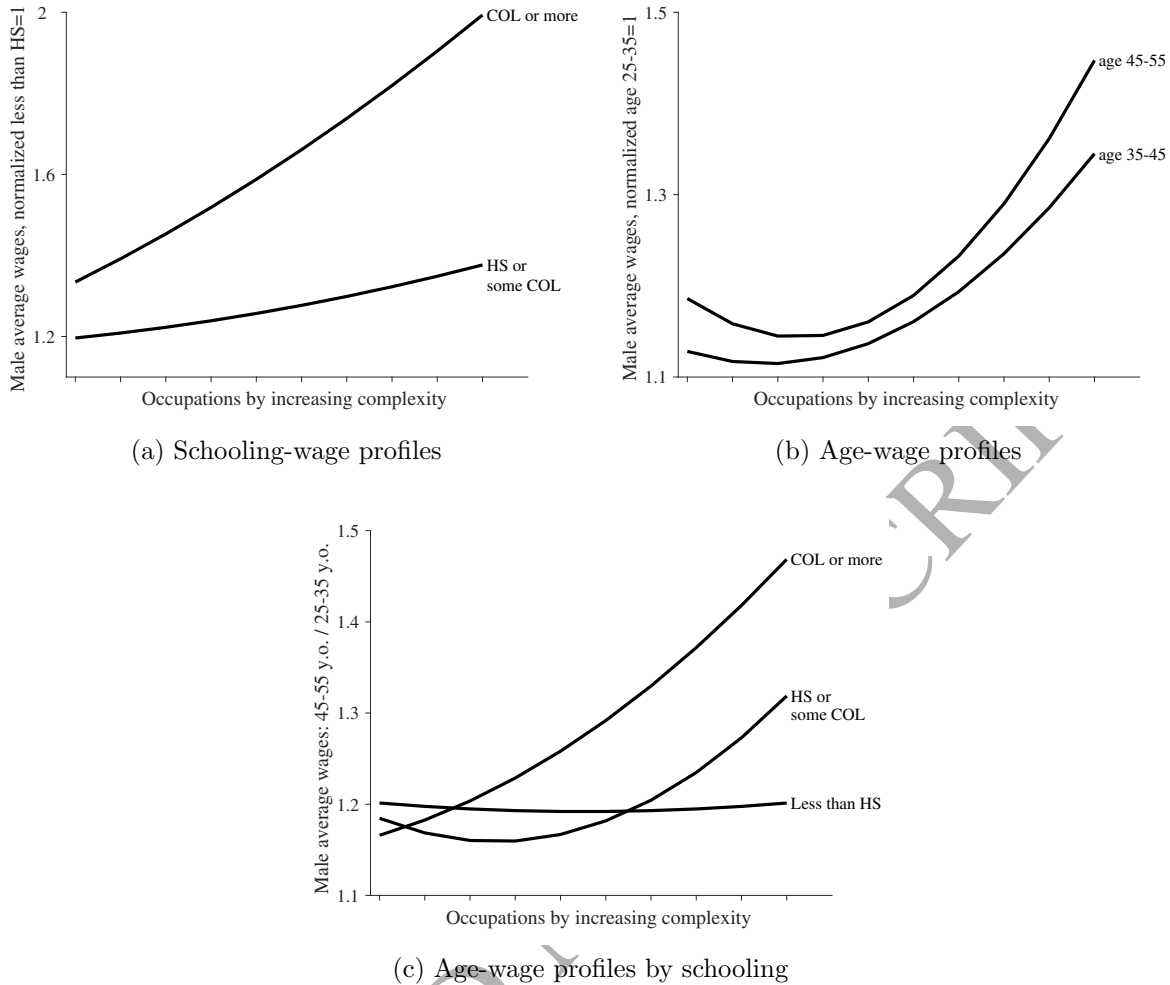 Male average wages, normalized less than HS=1
2
1.6
1.2
COL or more
HS or
some COL
Occupations by increasing complexity
(a) Schooling-wage profiles
Male average wages, normalized age 25-35=1
1.5
1.3
1.1
age 45-55
age 35-45
Occupations by increasing complexity
(b) Age-wage profiles
Male average wages: 45-55 y.o. / 25-35 y.o.
1.5
1.4
1.3
1.2
1.1
COL or more
HS or
some COL
Less than HS
Occupations by increasing complexity
(c) Age-wage profiles by schooling